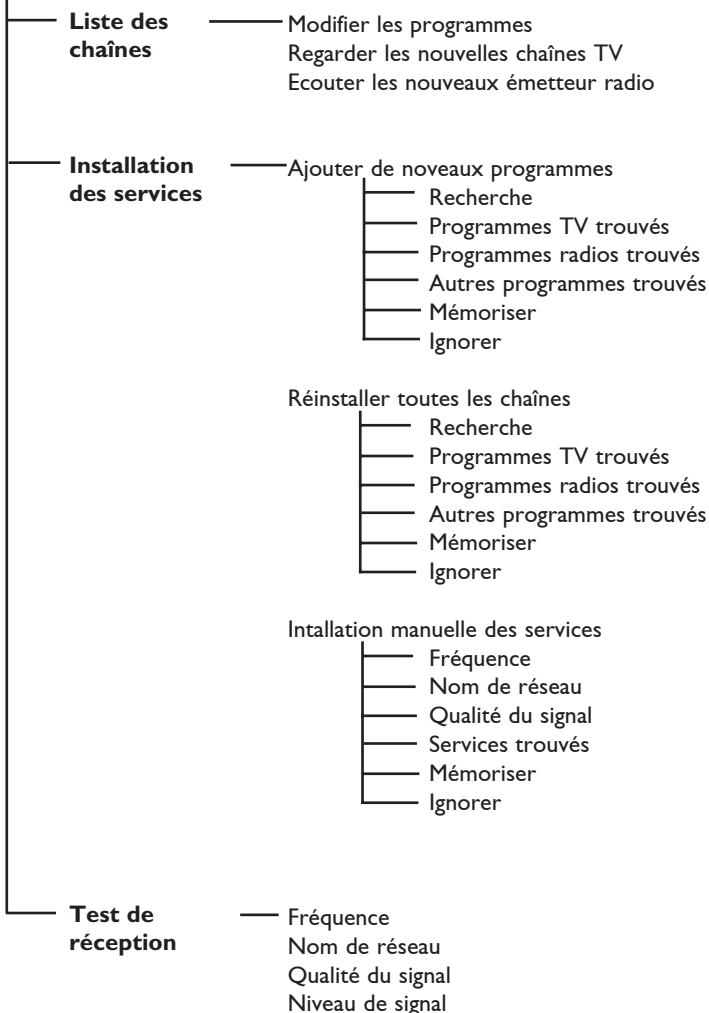 Liste des chaînes
Modifier les programmes
Regarder les nouvelles chaînes TV
Ecouter les nouveaux émetteur radio
Installation des services
Ajouter de noveaux programmes
Recherche
Programmes TV trouvés
Programmes radios trouvés
Autres programmes trouvés
Mémoriser
Ignorer
Réinstaller toutes les chaînes
Recherche
Programmes TV trouvés
Programmes radios trouvés
Autres programmes trouvés
Mémoriser
Ignorer
Intallation manuelle des services
Fréquence
Nom de réseau
Qualité du signal
Services trouvés
Mémoriser
Ignorer
Test de réception
Fréquence
Nom de réseau
Qualité du signal
Niveau de signal